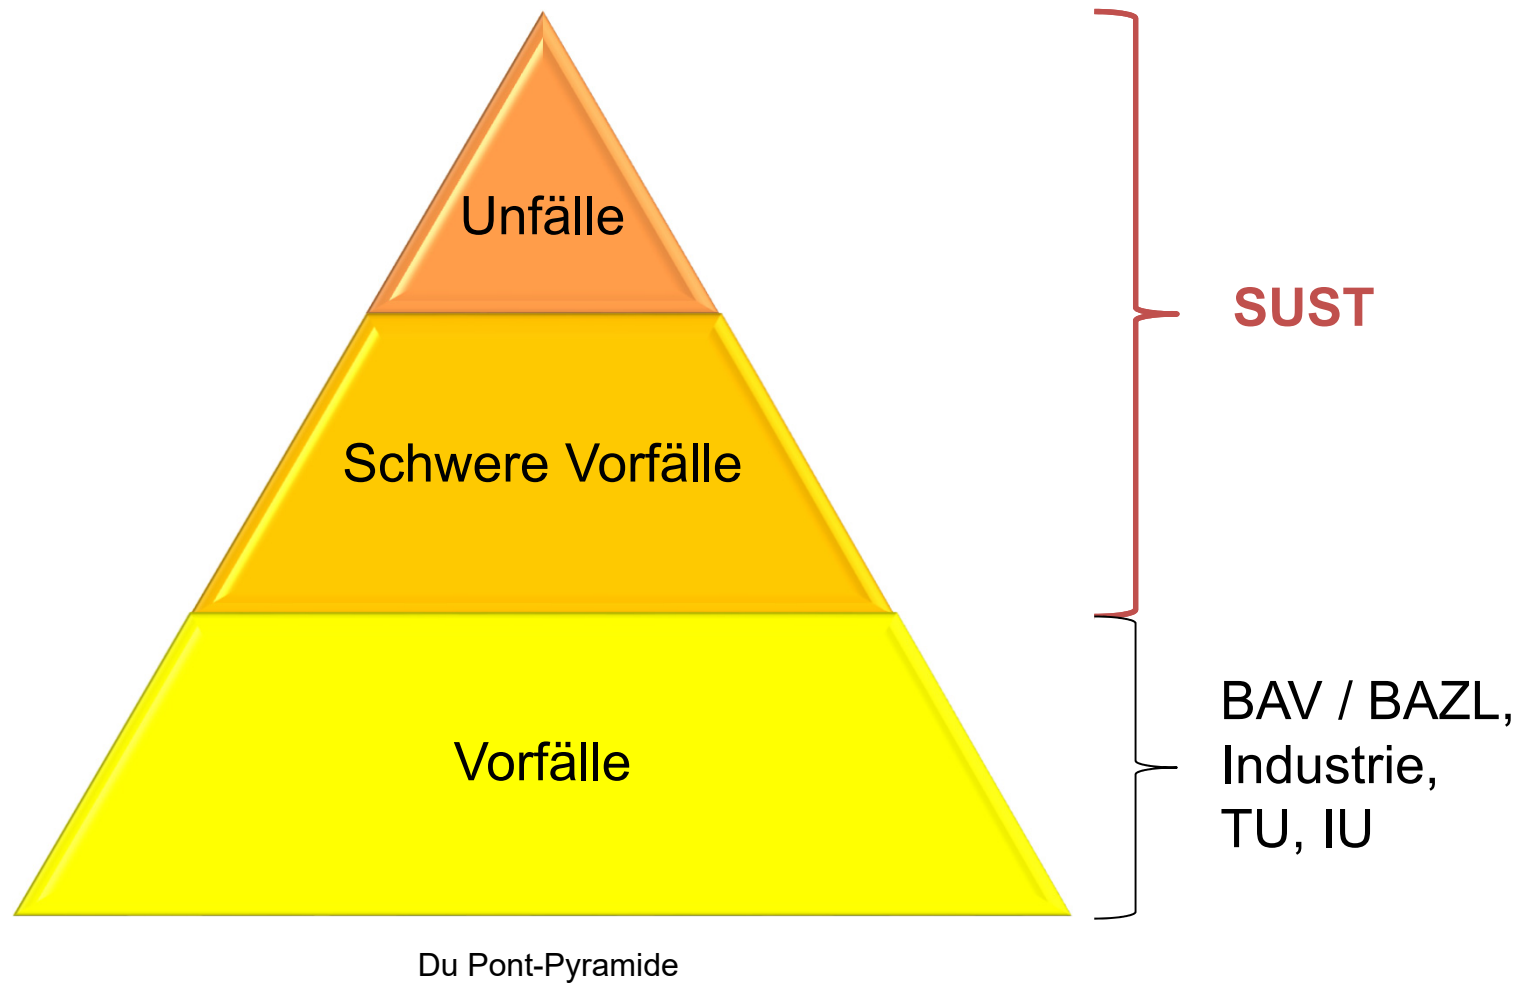 Unfälle
SUST
Schwere Vorfälle
Vorfälle
BAV / BAZL,
Industrie,
TU, IU
Du Pont-Pyramide